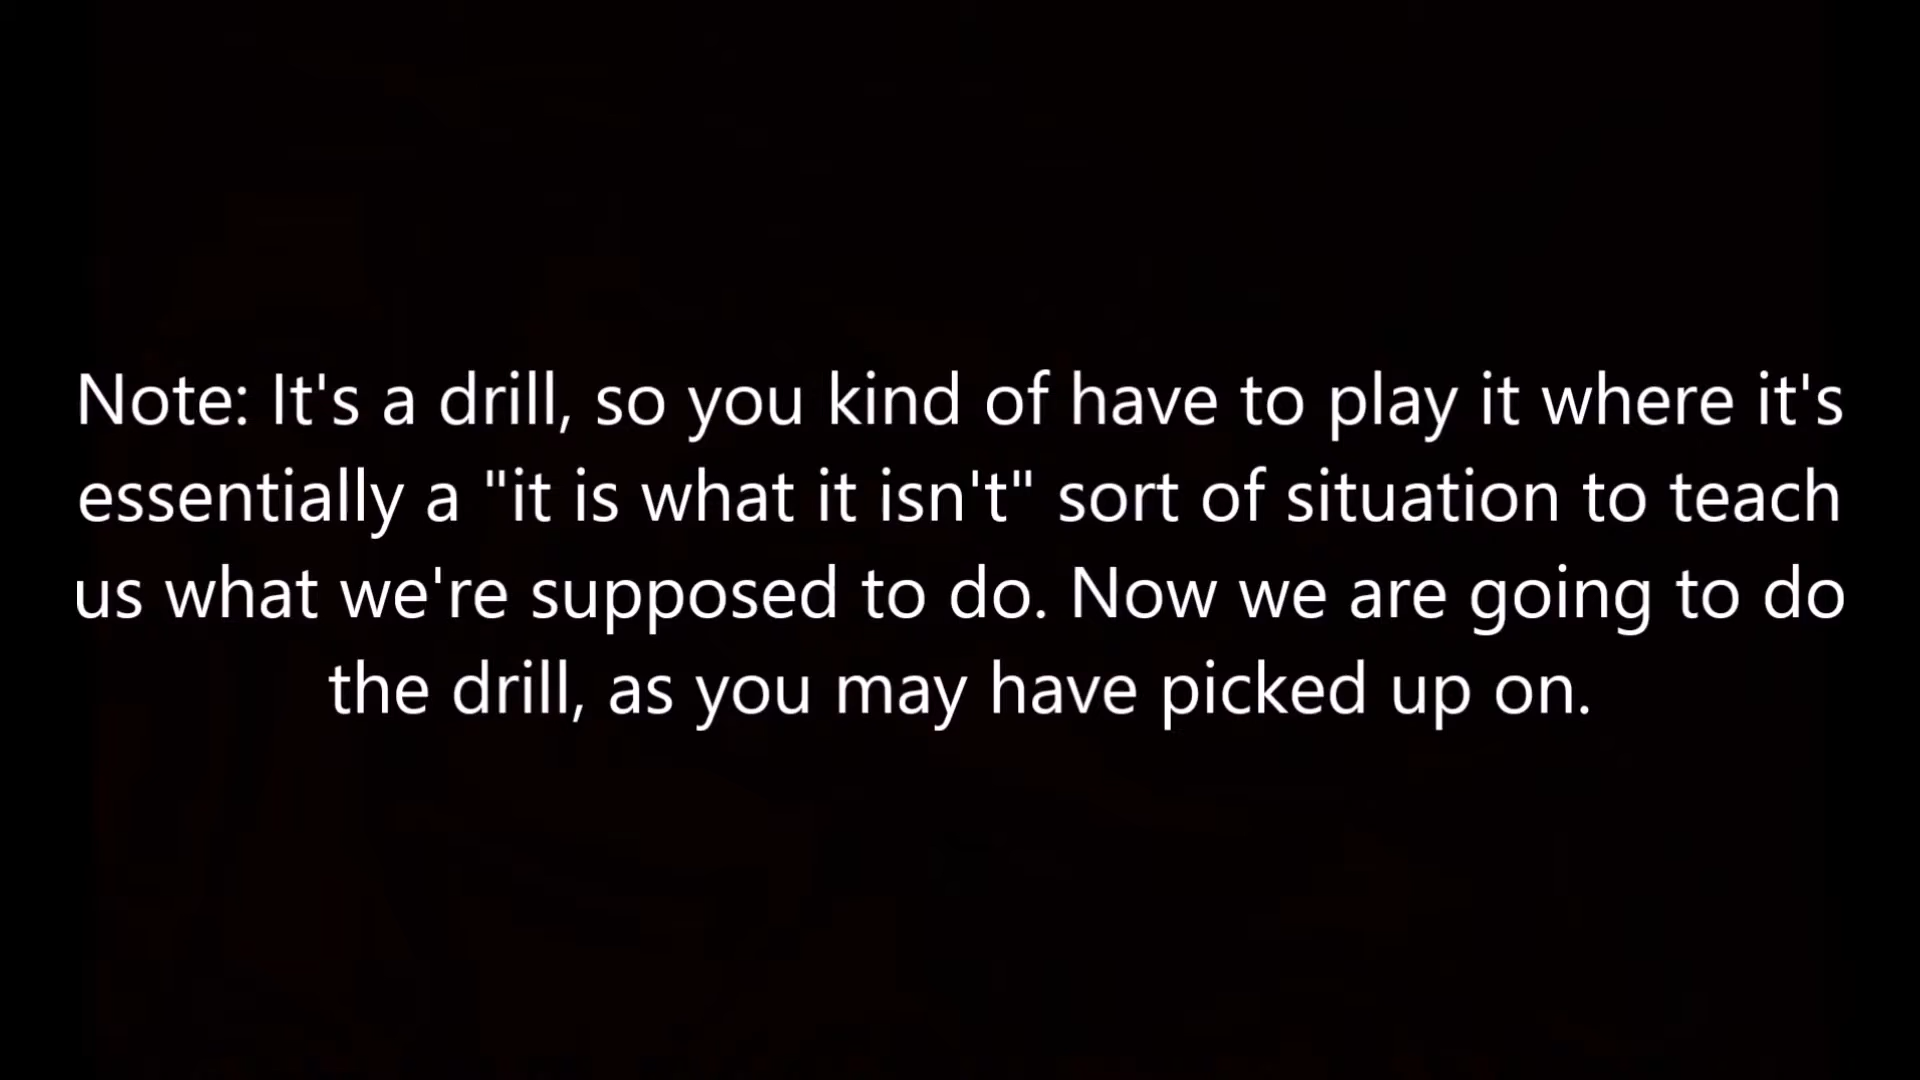 Note: It's a drill, so you kind of have to play it where it's
essentially a "it is what it isn't" sort of situation to teach
us what we're supposed to do. Now we are going to do
the drill, as you may have picked up on.